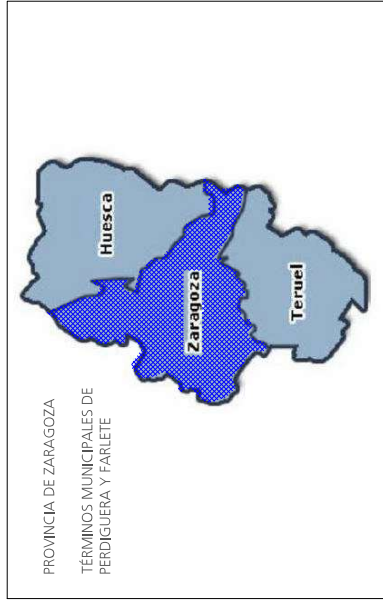 PROVINCIA DE ZARAGOZA
TÉRMINOS MUNICIPALES DE
PERDIGUERA Y FARLETE
Huesca
Zaragoza
Teruel